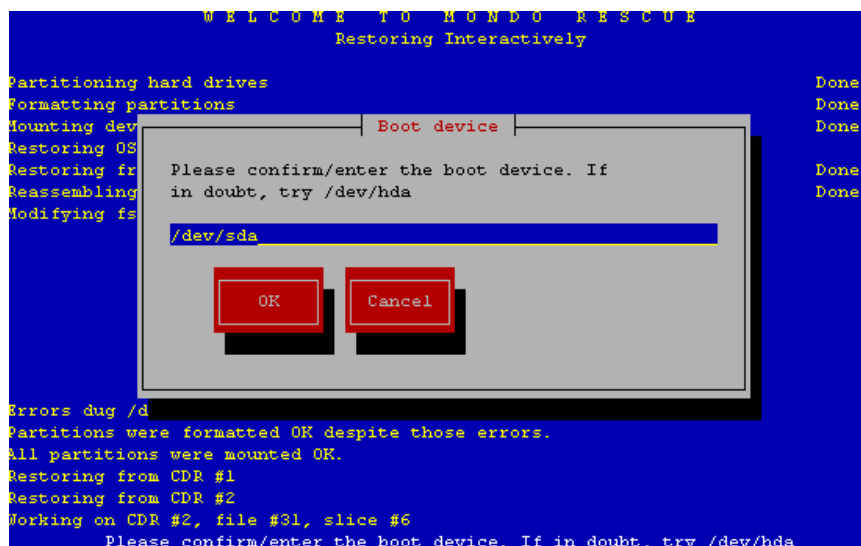 WELCOME TO MONDO RESCUE
Restoring Interactively
Partitioning hard drives Done
Formatting partitions Done
Mounting dev Done
Boot device
Restoring OS
Restoring fr Done
Please confirm/enter the boot device. If
Reassembling Done
in doubt, try /dev/hda
Modifying fs
/dev/sda
OK Cancel
Errors dug /d
Partitions were formatted OK despite those errors.
All partitions were mounted OK.
Restoring from CDR #1
Restoring from CDR #2
Working on CDR #2, file #31, slice #6
Please confirm/enter the boot device. If in doubt, try /dev/hda